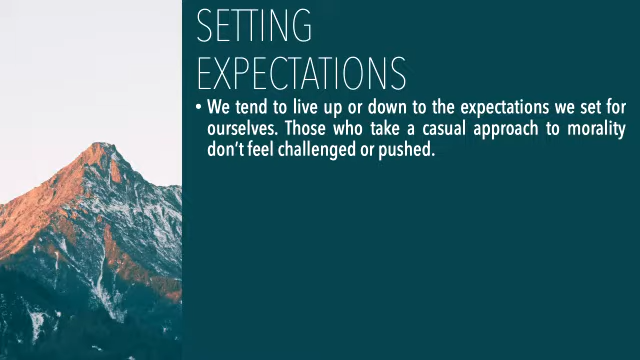 SETTING
EXPECTATIONS
• We tend to live up or down to the expectations we set for
ourselves. Those who take a casual approach to morality
don’t feel challenged or pushed.